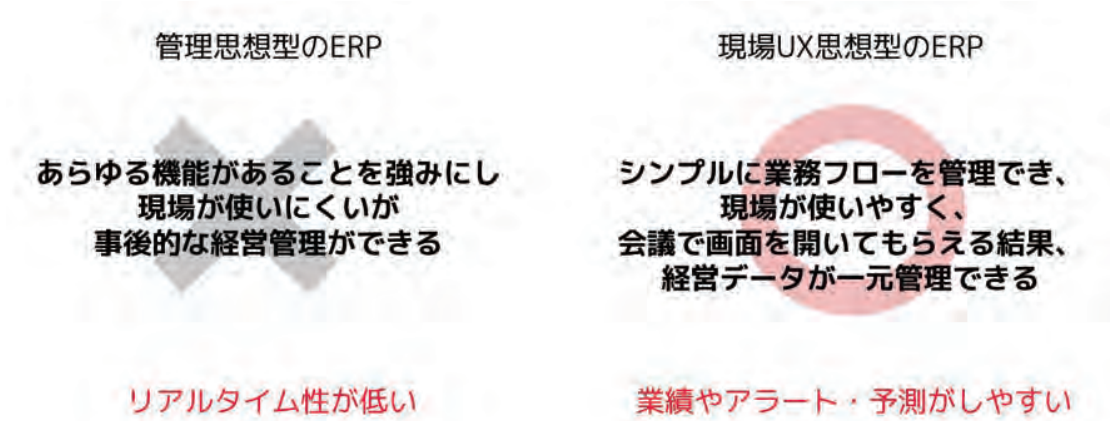 管理思想型のERP
あらゆる機能があることを強みにし
現場が使いにくいが
事後的な経営管理ができる
リアルタイム性が低い
現場UX思想型のERP
シンプルに業務フローを管理でき、
現場が使いやすく、
会議で画面を開いてもらえる結果、
経営データが一元管理できる
業績やアラート・予測がしやすい